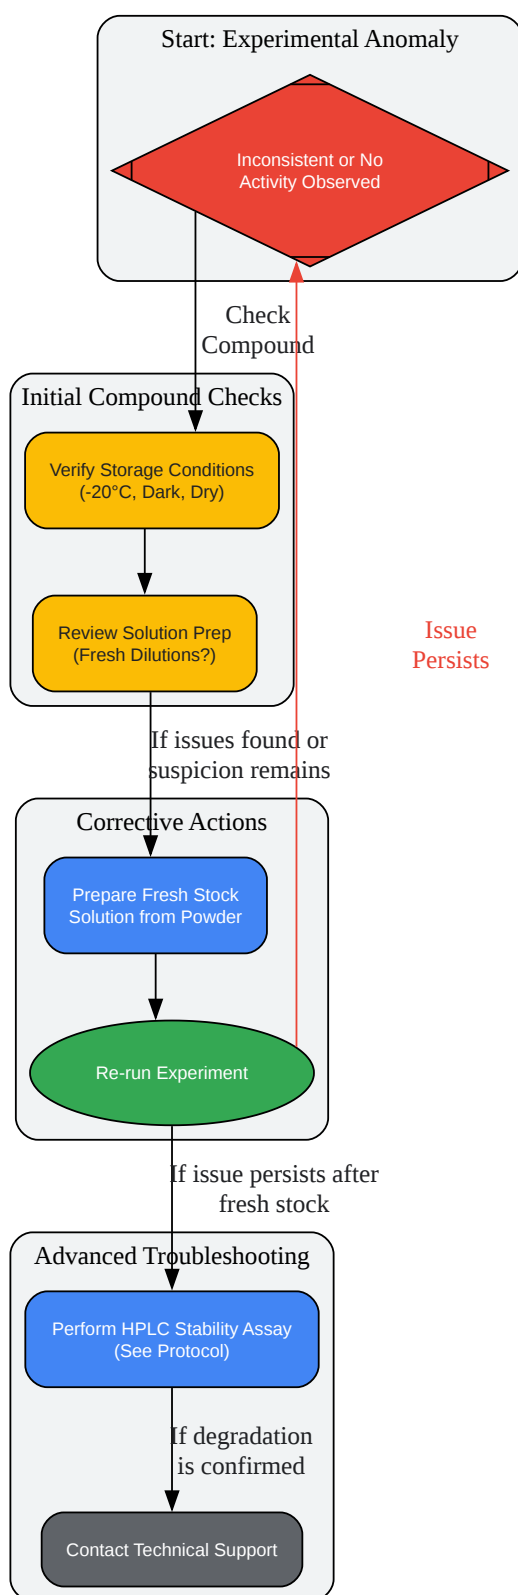 Start: Experimental Anomaly
Inconsistent or No
Activity Observed
Check
Compound
Initial Compound Checks
Verify Storage Conditions
(-20°C, Dark, Dry)
Review Solution Prep
(Fresh Dilutions?)
Issue
Persists
If issues found or
suspicion remains
Corrective Actions
Prepare Fresh Stock
Solution from Powder
Re-run Experiment
If issue persists after
fresh stock
Advanced Troubleshooting
Perform HPLC Stability Assay
(See Protocol)
If degradation
is confirmed
Contact Technical Support